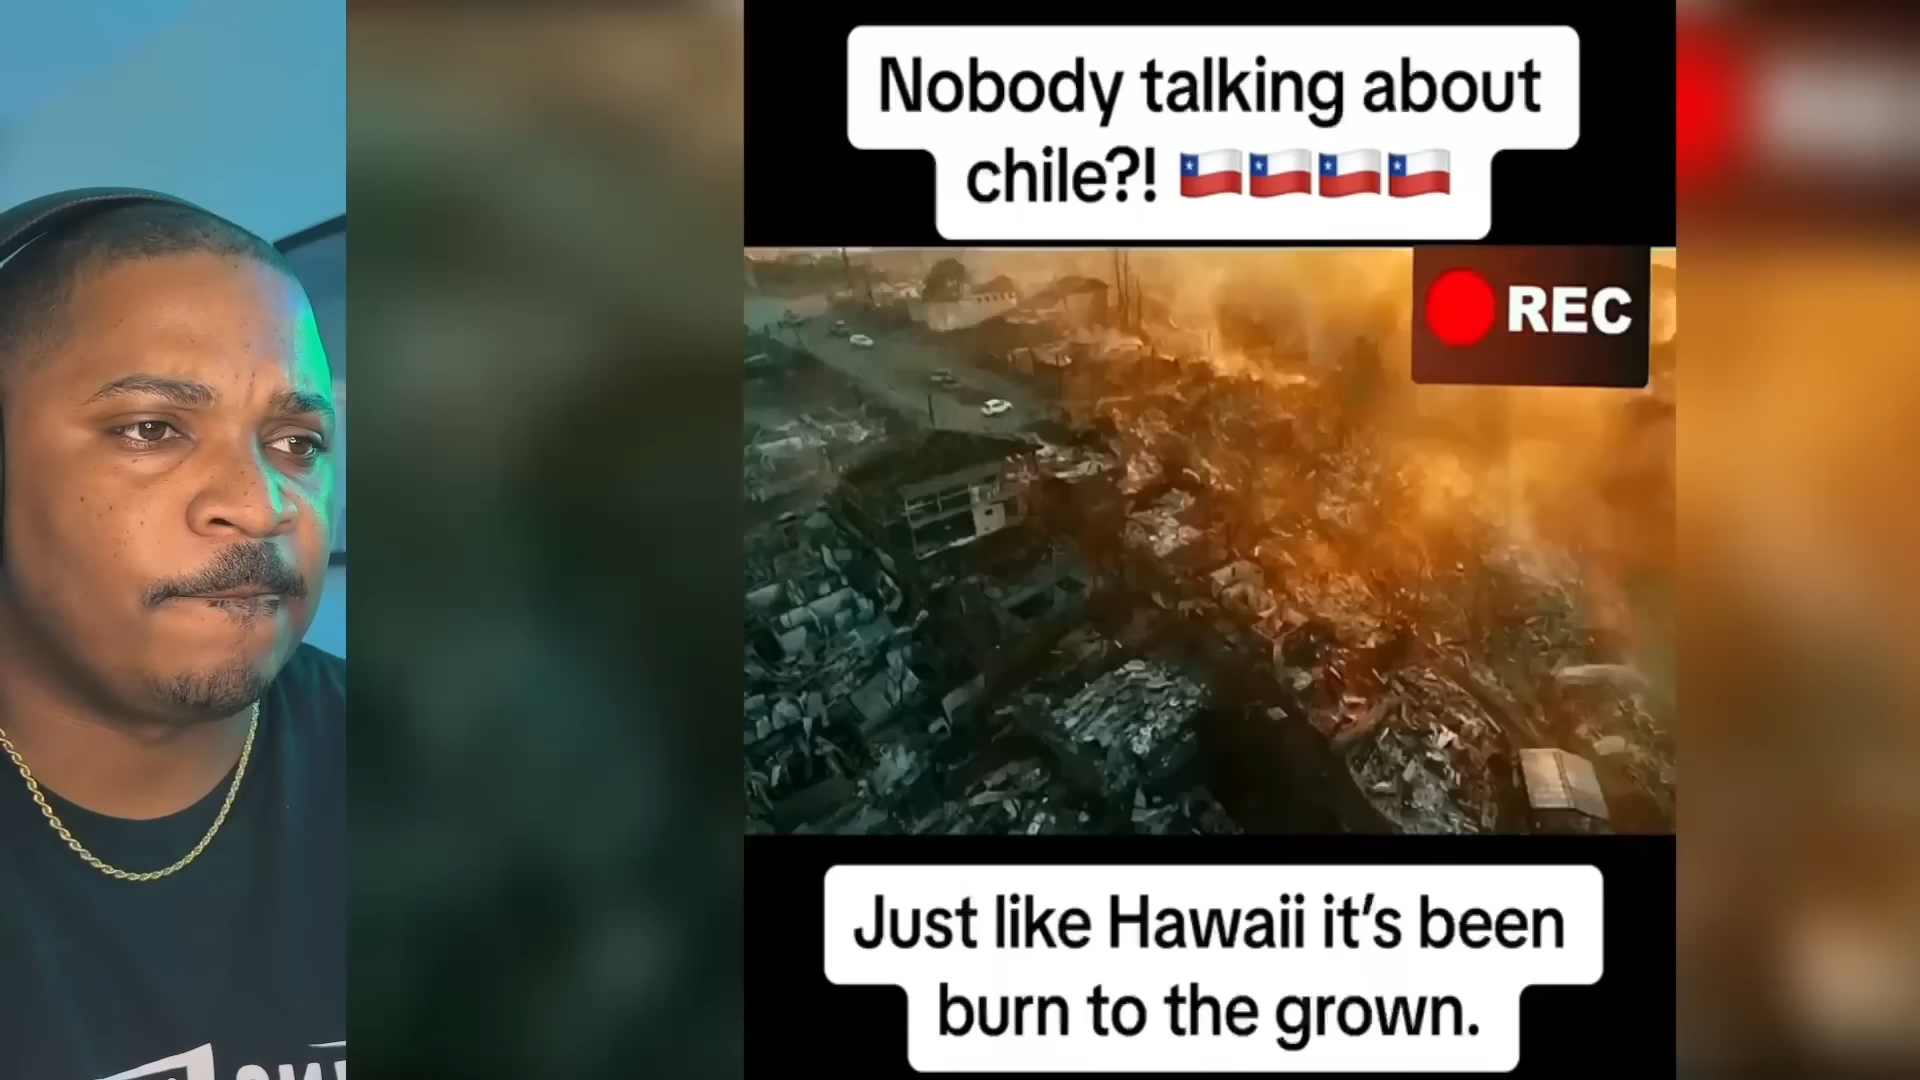 Nobody talking about
chile?! 🇨🇱🇨🇱🇨🇱🇨🇱
REC
Just like Hawaii it’s been
burn to the grown.